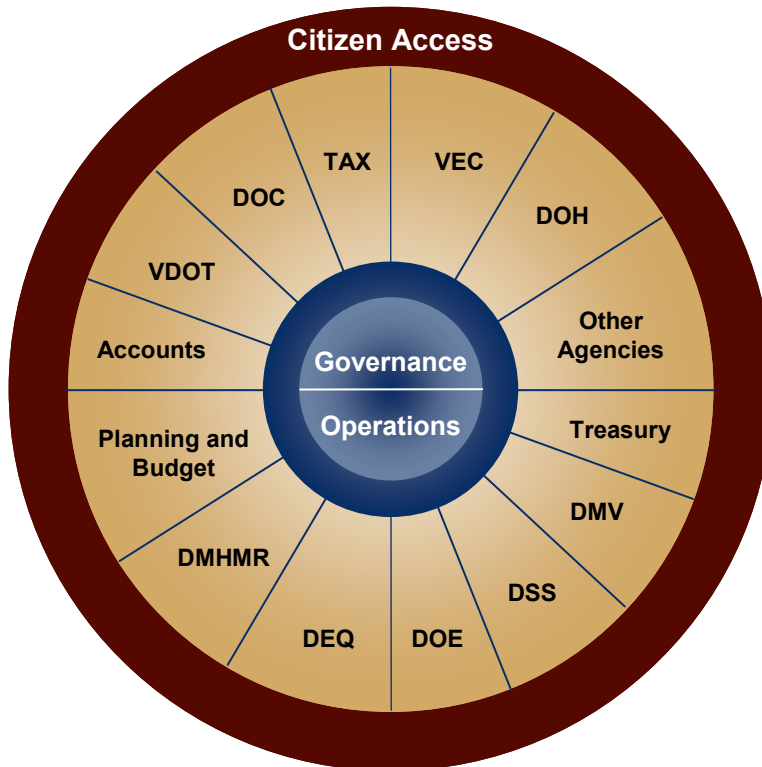 Citizen Access
TAX
VEC
DOC
DOH
VDOT
Other
Agencies
Accounts
Governance
Operations
Treasury
Planning and
Budget
DMV
DMHMR
DSS
DEQ
DOE